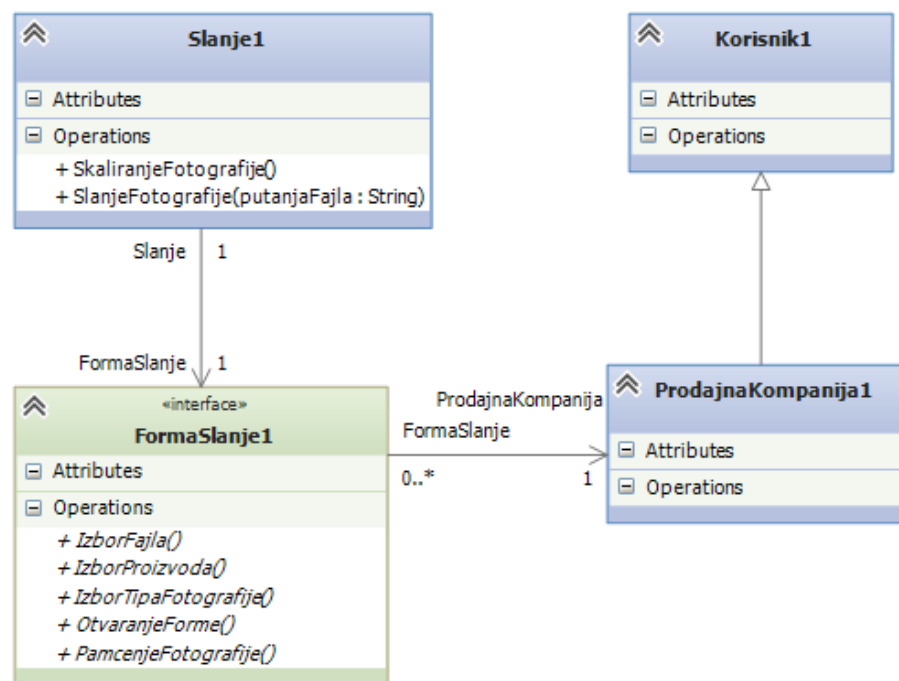 Slanje1
Attributes
Operations
+ SkaliranjeFotografije()
+ SlanjeFotografije(putanjaFajla : String)
Slanje 1
FormaSlanje 1
«interface»
FormaSlanje1
Attributes
Operations
+ IzborFajla()
+ IzborProizvoda()
+ IzborTipaFotografije()
+ OtvaranjeForme()
+ PamcenjeFotografije()
Korisnik1
Attributes
Operations
ProdajnaKompanija
FormaSlanje
0..* 1
ProdajnaKompanija1
Attributes
Operations